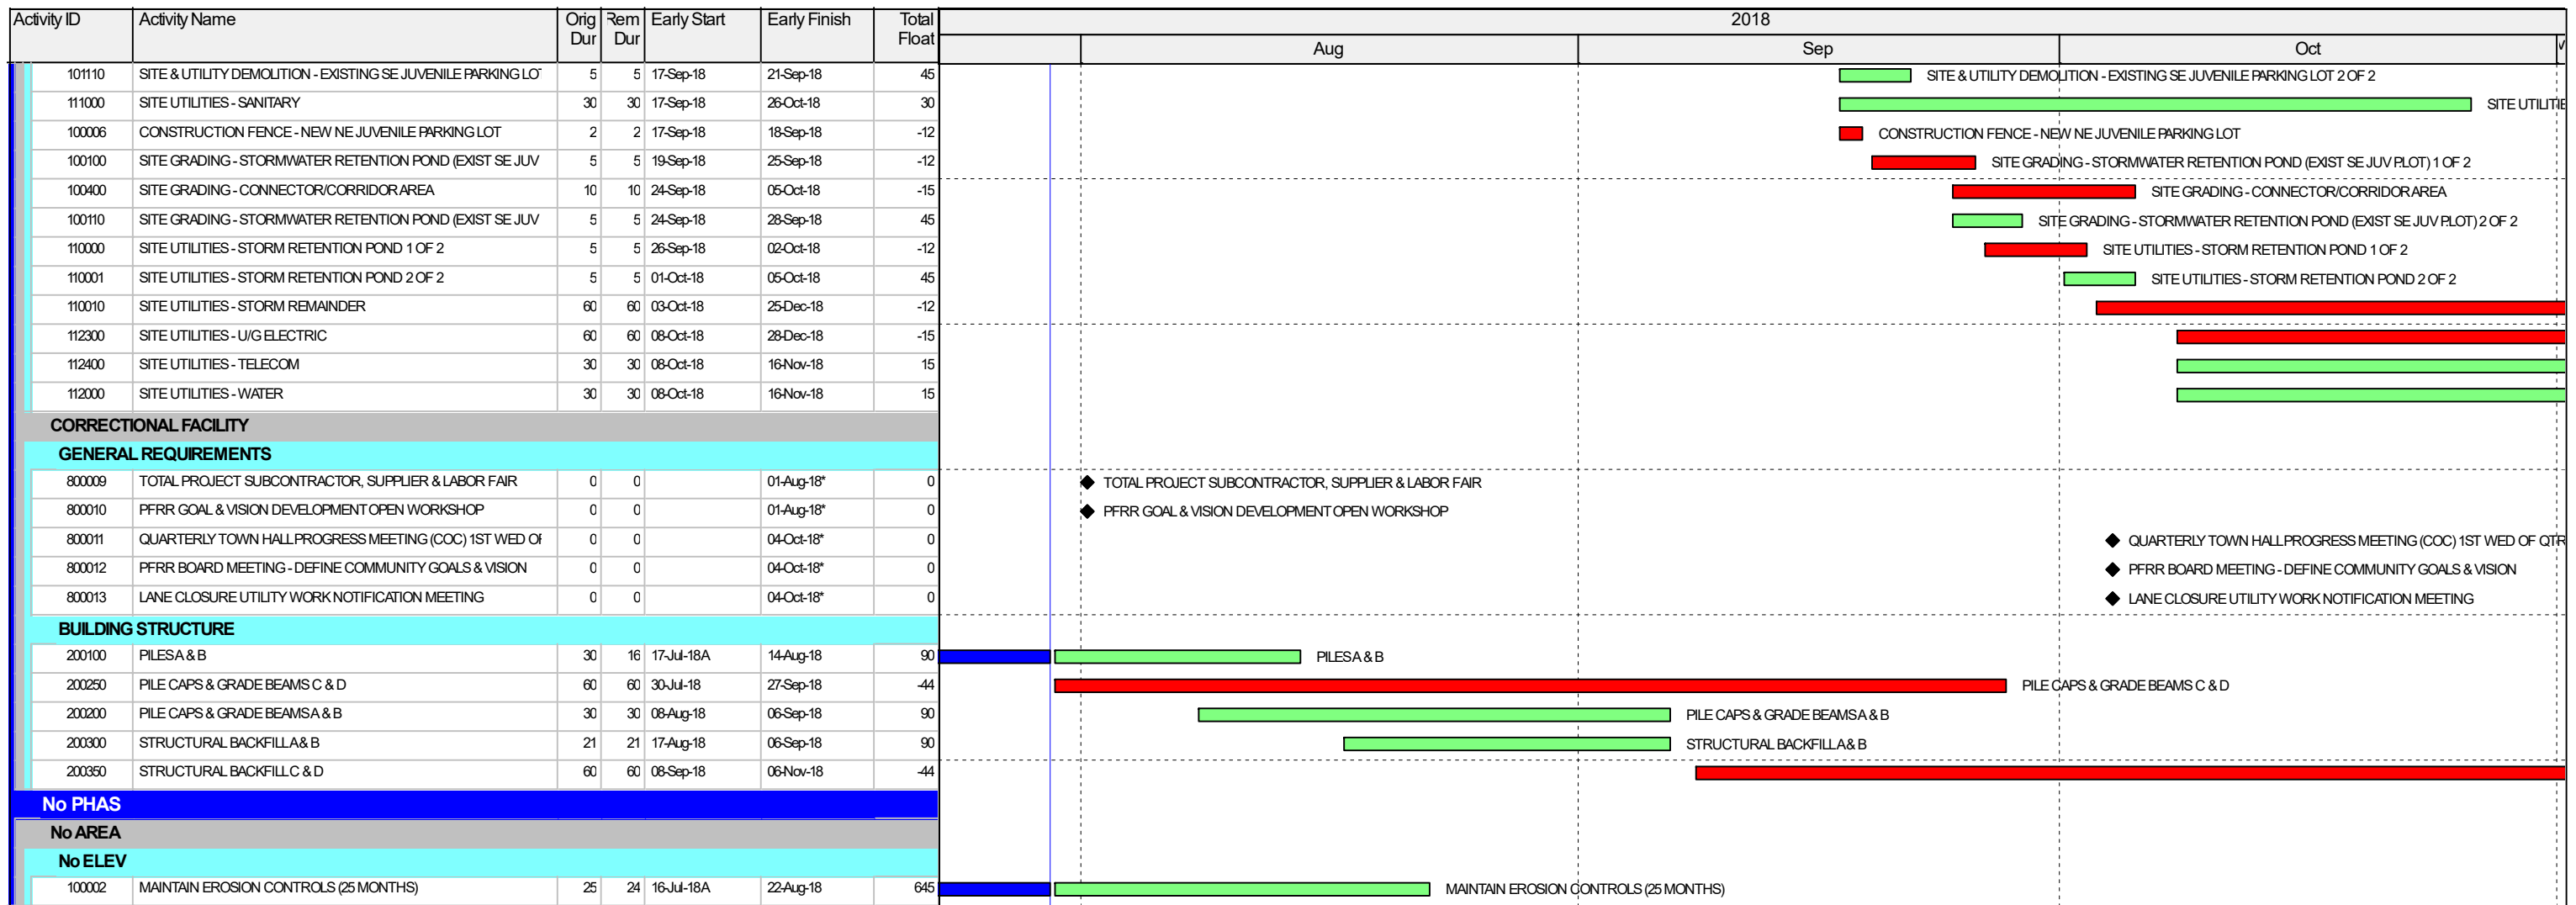 Activity ID Activity Name Orig Dur Rem Dur Early Start Early Finish Total Float 2018
Aug Sep Oct
101110 SITE & UTILITY DEMOLITION - EXISTING SE JUVENILE PARKING LOT 5 5 17-Sep-18 21-Sep-18 45 SITE & UTILITY DEMOLITION - EXISTING SE JUVENILE PARKING LOT 2 OF 2
111000 SITE UTILITIES - SANITARY 30 30 17-Sep-18 26-Oct-18 30 SITE UTILITIE
100006 CONSTRUCTION FENCE - NEW NE JUVENILE PARKING LOT 2 2 17-Sep-18 18-Sep-18 -12 CONSTRUCTION FENCE - NEW NE JUVENILE PARKING LOT
100100 SITE GRADING - STORMWATER RETENTION POND (EXIST SE JUV 5 5 19-Sep-18 25-Sep-18 -12 SITE GRADING - STORMWATER RETENTION POND (EXIST SE JUV P.LOT) 1 OF 2
100400 SITE GRADING - CONNECTOR/CORRIDOR AREA 10 10 24-Sep-18 05-Oct-18 -15 SITE GRADING - CONNECTOR/CORRIDOR AREA
100110 SITE GRADING - STORMWATER RETENTION POND (EXIST SE JUV 5 5 24-Sep-18 28-Sep-18 45 SITE GRADING - STORMWATER RETENTION POND (EXIST SE JUV P.LOT) 2 OF 2
110000 SITE UTILITIES - STORM RETENTION POND 1 OF 2 5 5 26-Sep-18 02-Oct-18 -12 SITE UTILITIES - STORM RETENTION POND 1 OF 2
110001 SITE UTILITIES - STORM RETENTION POND 2 OF 2 5 5 01-Oct-18 05-Oct-18 45 SITE UTILITIES - STORM RETENTION POND 2 OF 2
110010 SITE UTILITIES - STORM REMAINDER 60 60 03-Oct-18 25-Dec-18 -12
112300 SITE UTILITIES - U/G ELECTRIC 60 60 08-Oct-18 28-Dec-18 -15
112400 SITE UTILITIES - TELECOM 30 30 08-Oct-18 16-Nov-18 15
112000 SITE UTILITIES - WATER 30 30 08-Oct-18 16-Nov-18 15
CORRECTIONAL FACILITY
GENERAL REQUIREMENTS
800009 TOTAL PROJECT SUBCONTRACTOR, SUPPLIER & LABOR FAIR 0 0 01-Aug-18* 0 TOTAL PROJECT SUBCONTRACTOR, SUPPLIER & LABOR FAIR
800010 PFRR GOAL & VISION DEVELOPMENT OPEN WORKSHOP 0 0 01-Aug-18* 0 PFRR GOAL & VISION DEVELOPMENT OPEN WORKSHOP
800011 QUARTERLY TOWN HALL PROGRESS MEETING (COC) 1ST WED OF 0 0 04-Oct-18* 0 QUARTERLY TOWN HALL PROGRESS MEETING (COC) 1ST WED OF QTR
800012 PFRR BOARD MEETING - DEFINE COMMUNITY GOALS & VISION 0 0 04-Oct-18* 0 PFRR BOARD MEETING - DEFINE COMMUNITY GOALS & VISION
800013 LANE CLOSURE UTILITY WORK NOTIFICATION MEETING 0 0 04-Oct-18* 0 LANE CLOSURE UTILITY WORK NOTIFICATION MEETING
BUILDING STRUCTURE
200100 PILES A & B 30 16 17-Jul-18A 14-Aug-18 90 PILES A & B
200250 PILE CAPS & GRADE BEAMS C & D 60 60 30-Jul-18 27-Sep-18 -44 PILE CAPS & GRADE BEAMS C & D
200200 PILE CAPS & GRADE BEAMS A & B 30 30 08-Aug-18 06-Sep-18 90 PILE CAPS & GRADE BEAMS A & B
200300 STRUCTURAL BACKFILL A & B 21 21 17-Aug-18 06-Sep-18 90 STRUCTURAL BACKFILL A & B
200350 STRUCTURAL BACKFILL C & D 60 60 08-Sep-18 06-Nov-18 -44
No PHAS
No AREA
No ELEV
100002 MAINTAIN EROSION CONTROLS (25 MONTHS) 25 24 16-Jul-18A 22-Aug-18 645 MAINTAIN EROSION CONTROLS (25 MONTHS)